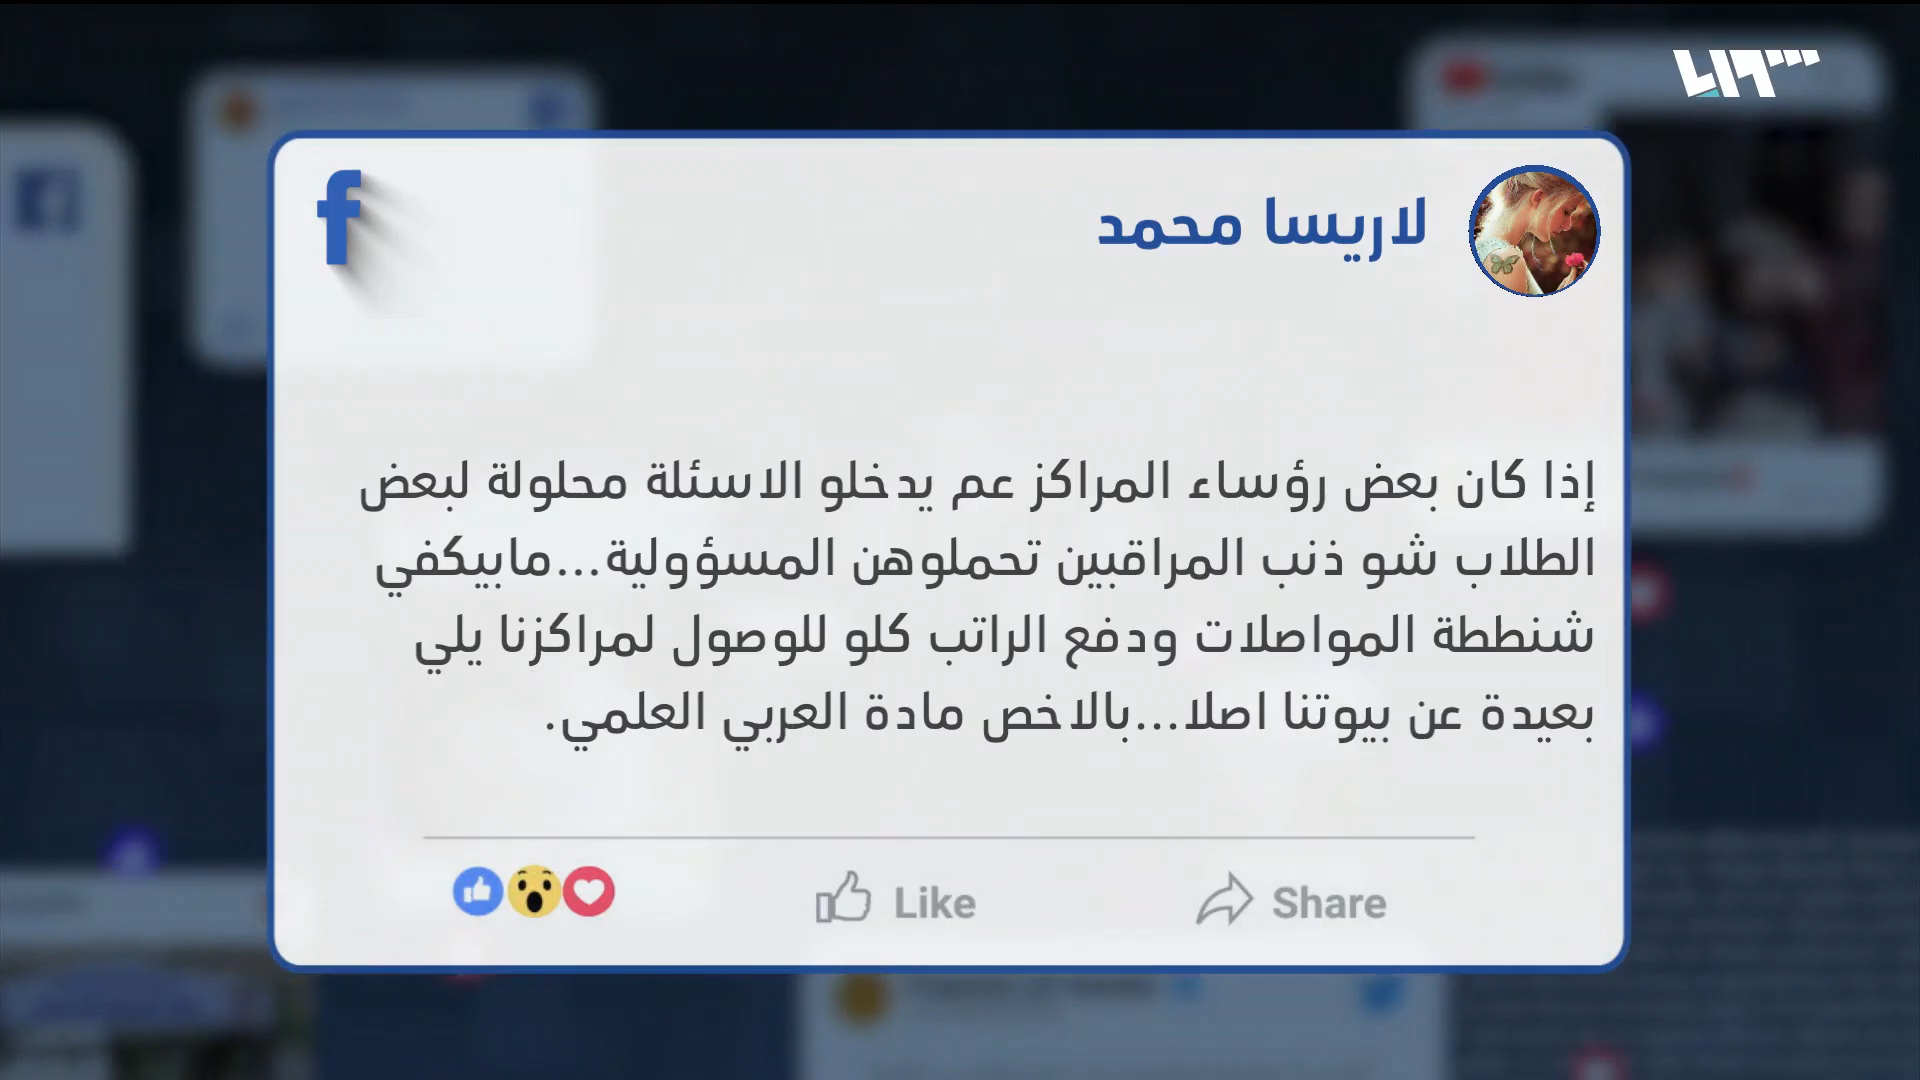 لاريسا محمد
إذا كان بعض رؤساء المراكز عم يدخلو الاسئلة محلولة لبعض
الطلاب شو ذنب المراقبين تحملوهن المسؤولية...مابيكفي
شنططة المواصلات ودفع الراتب كلو للوصول لمراكزنا يلي
بعيدة عن بيوتنا اصلا...بالاخص مادة العربي العلمي.
Like
Share